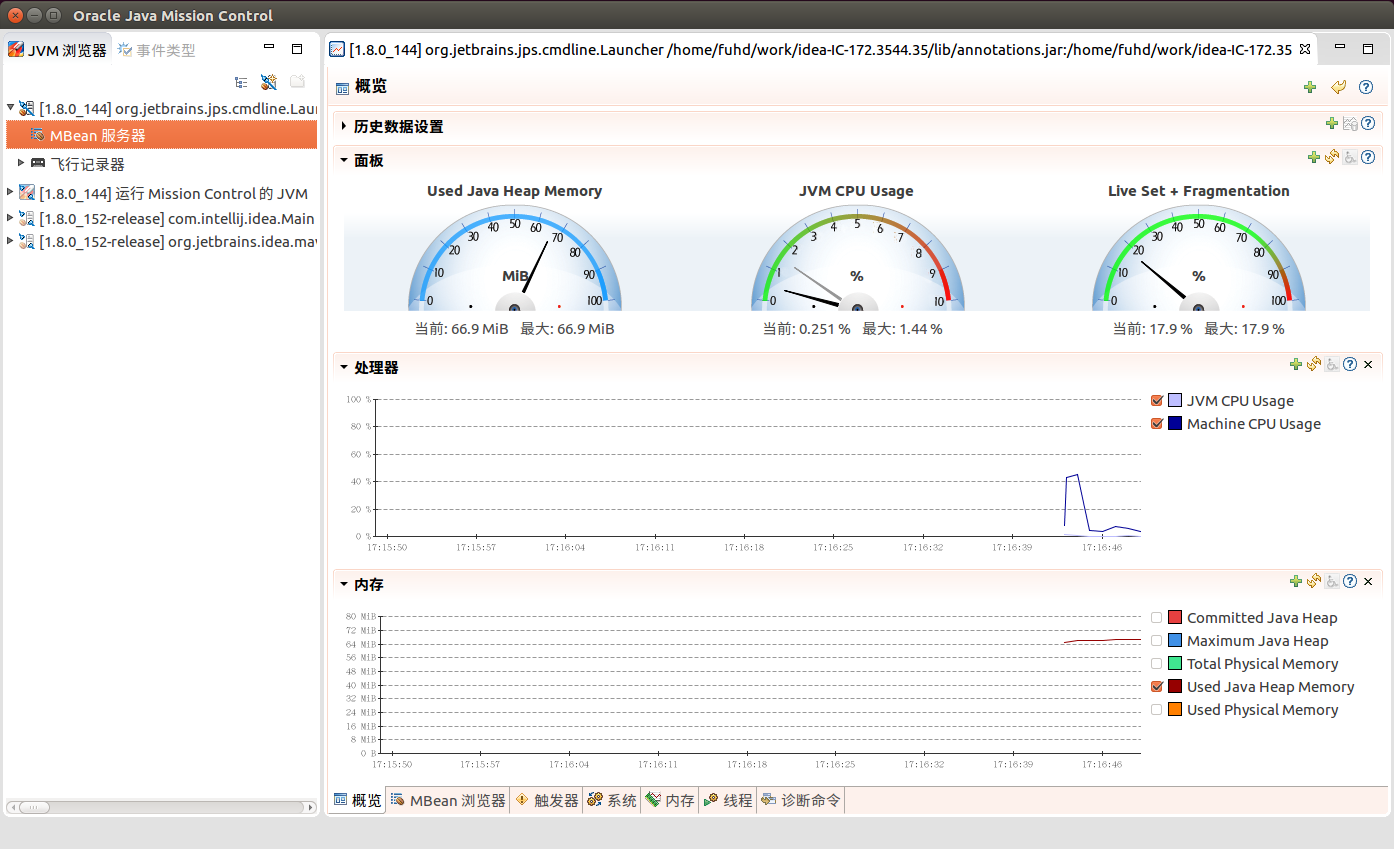 Oracle Java Mission Control
JVM 浏览器
事件类型
[1.8.0_144] org.jetbrains.jps.cmdline.Lau
MBean 服务器
飞行记录器
[1.8.0_144] 运行 Mission Control 的 JVM
[1.8.0_152-release] com.intellij.idea.Main
[1.8.0_152-release] org.jetbrains.idea.ma
[1.8.0_144] org.jetbrains.jps.cmdline.Launcher /home/fuhd/work/idea-IC-172.3544.35/lib/annotations.jar:/home/fuhd/work/idea-IC-172.35
概览
历史数据设置
面板
Used Java Heap Memory
0 10 20 30 40 50 60 70 80 90 100
MiB
当前: 66.9 MiB 最大: 66.9 MiB
JVM CPU Usage
0 1 2 3 4 5 6 7 8 9 10
%
当前: 0.251 % 最大: 1.44 %
Live Set + Fragmentation
0 10 20 30 40 50 60 70 80 90 100
%
当前: 17.9 % 最大: 17.9 %
处理器
100 %
80 %
60 %
40 %
20 %
0 %
17:15:50 17:15:57 17:16:04 17:16:11 17:16:18 17:16:25 17:16:32 17:16:39 17:16:46
JVM CPU Usage
Machine CPU Usage
内存
80 MiB
72 MiB
64 MiB
56 MiB
48 MiB
40 MiB
32 MiB
24 MiB
16 MiB
8 MiB
0 B
17:15:50 17:15:57 17:16:04 17:16:11 17:16:18 17:16:25 17:16:32 17:16:39 17:16:46
Committed Java Heap
Maximum Java Heap
Total Physical Memory
Used Java Heap Memory
Used Physical Memory
概览 MBean 浏览器 触发器 系统 内存 线程 诊断命令